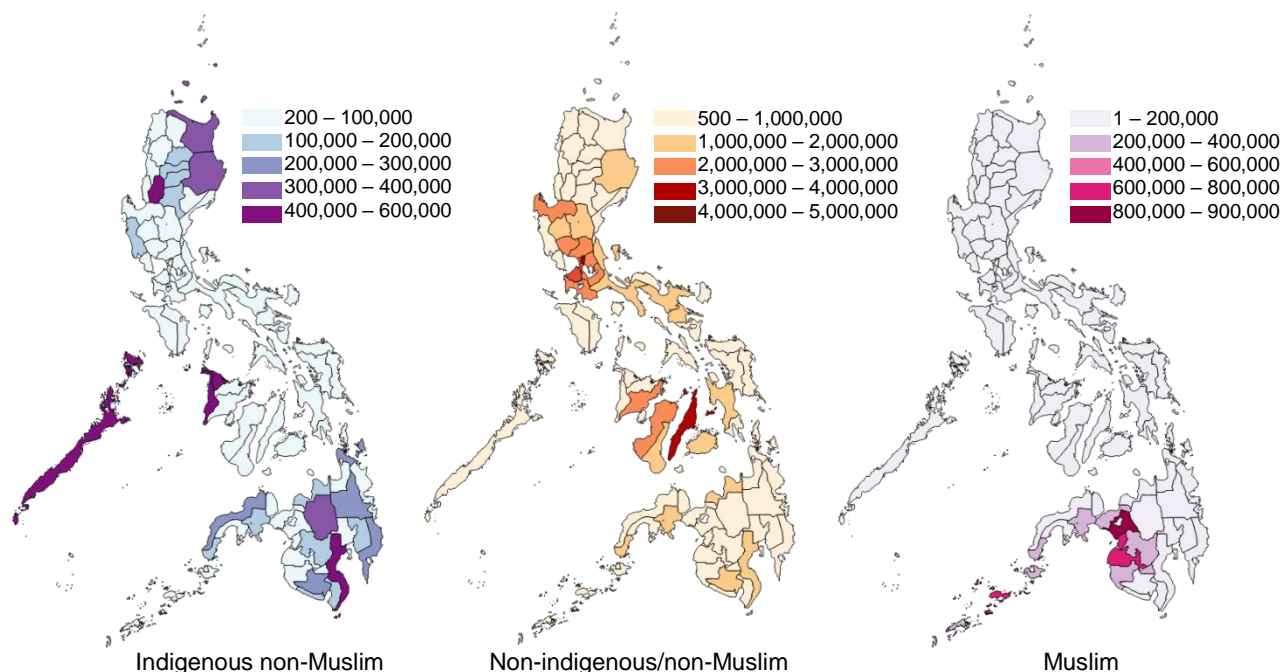 200 – 100,000
100,000 – 200,000
200,000 – 300,000
300,000 – 400,000
400,000 – 600,000
Indigenous non-Muslim
500 – 1,000,000
1,000,000 – 2,000,000
2,000,000 – 3,000,000
3,000,000 – 4,000,000
4,000,000 – 5,000,000
Non-indigenous/non-Muslim
1 – 200,000
200,000 – 400,000
400,000 – 600,000
600,000 – 800,000
800,000 – 900,000
Muslim